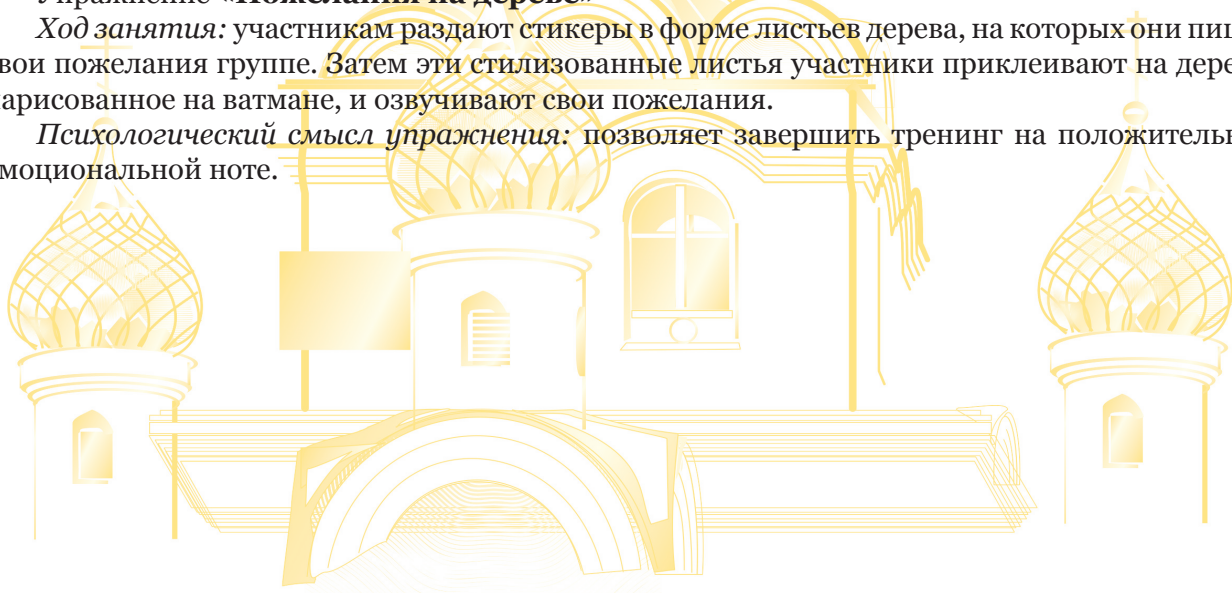 Упражнение «Пожелания на дереве»
Ход занятия: участникам раздают стикеры в форме листьев дерева, на которых они пиш
вои пожелания группе. Затем эти стилизованные листья участники приклеивают на дере
нарисованное на ватмане, и озвучивают свои пожелания.
Психологический смысл упражнения: позволяет завершить тренинг на положительн
моциональной ноте.